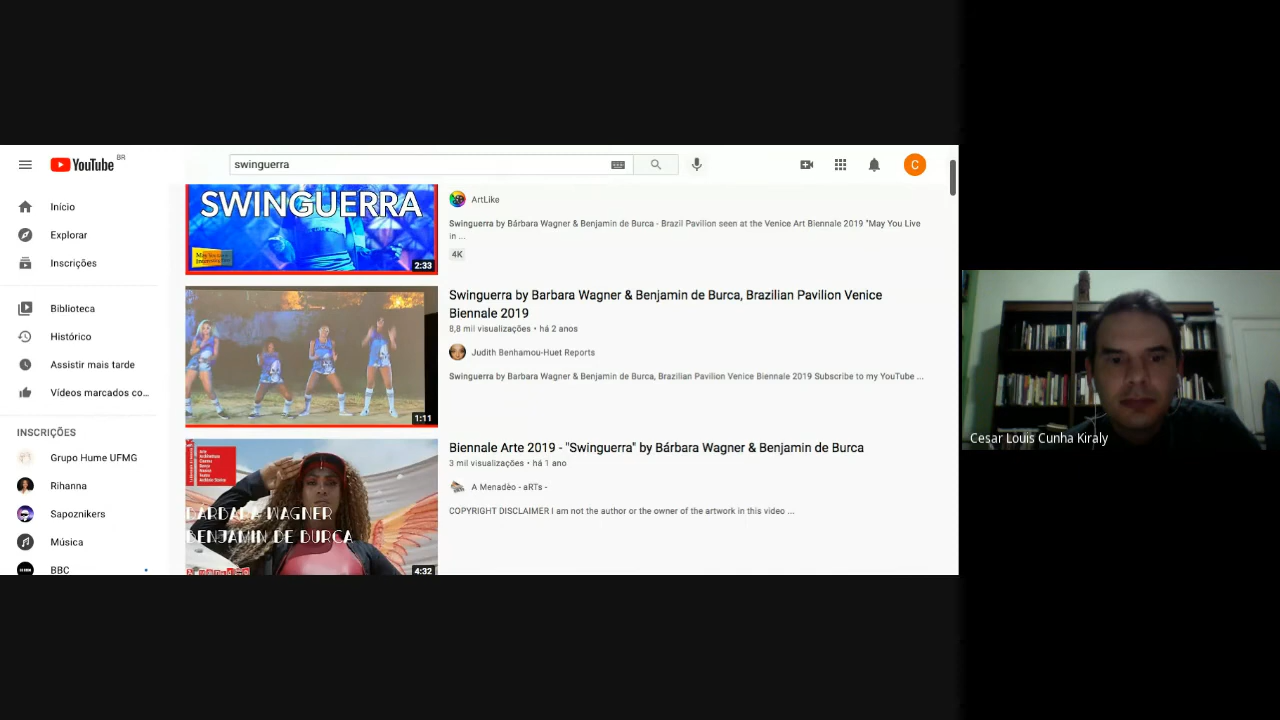 YouTube BR
swinguerra
C
Início
Explorar
Inscrições
Biblioteca
Histórico
Assistir mais tarde
Vídeos marcados co...
INSCRIÇÕES
Grupo Hume UFMG
Rihanna
Sapoznikers
Música
BBC
SWINGUERRA
2:33
ArtLike
Swinguerra by Bárbara Wagner & Benjamin de Burca - Brazil Pavilion seen at the Venice Art Biennale 2019 "May You Live
in ...
4K
1:11
Swinguerra by Barbara Wagner & Benjamin de Burca, Brazilian Pavilion Venice
Biennale 2019
8,8 mil visualizações • há 2 anos
Judith Benhamou-Huet Reports
Swinguerra by Barbara Wagner & Benjamin de Burca, Brazilian Pavilion Venice Biennale 2019 Subscribe to my YouTube ...
BARBARA WAGNER
BENJAMIN DE BURCA
4:32
Biennale Arte 2019 - "Swinguerra" by Bárbara Wagner & Benjamin de Burca
3 mil visualizações • há 1 ano
A Menadèo - aRTs -
COPYRIGHT DISCLAIMER I am not the author or the owner of the artwork in this video ...
Cesar Louis Cunha Kiraly